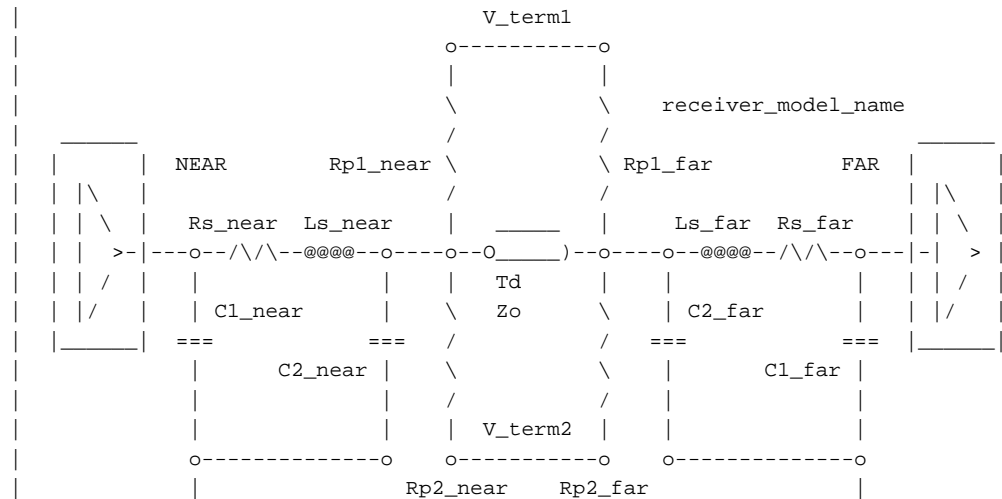 V_term1
receiver_model_name
NEAR Rp1_near Rp1_far FAR
Rs_near Ls_near Ls_far Rs_far
Td
C1_near Zo C2_far
C2_near C1_far
V_term2
Rp2_near Rp2_far